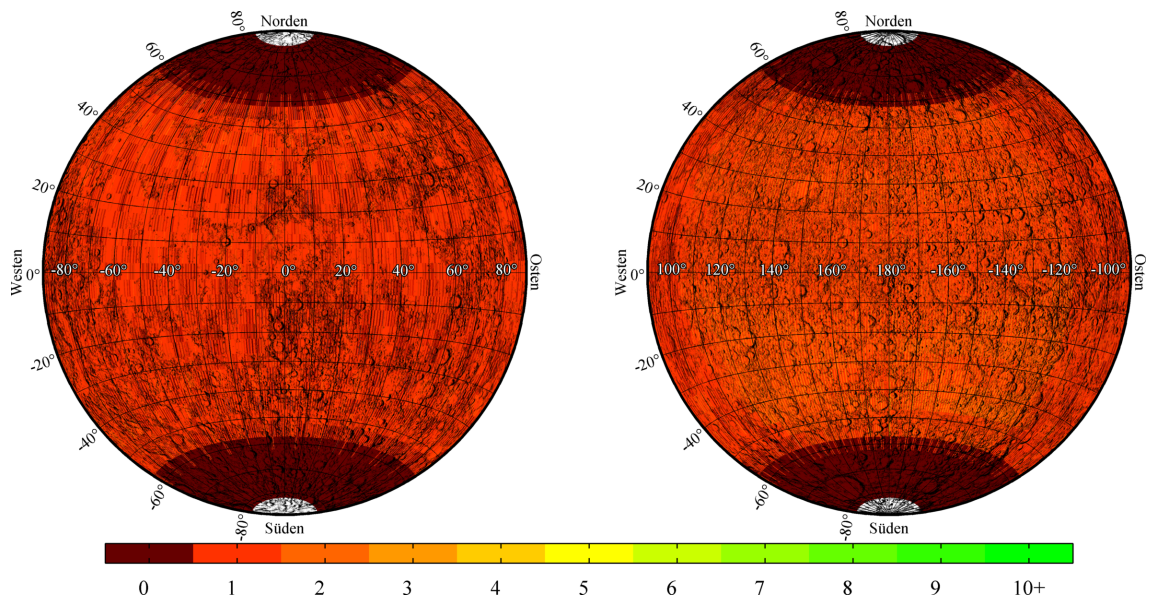 Norden Norden
80° 80°
60° 60°
40° 40°
20° 20°
Westen 0° -80° -60° -40° -20° 0° 20° 40° 60° 80° Osten
Westen 0° 100° 120° 140° 160° 180° -160° -140° -120° -100° Osten
-20° -20°
-40° -40°
-60° -60°
-80° -80°
Süden Süden
0 1 2 3 4 5 6 7 8 9 10+